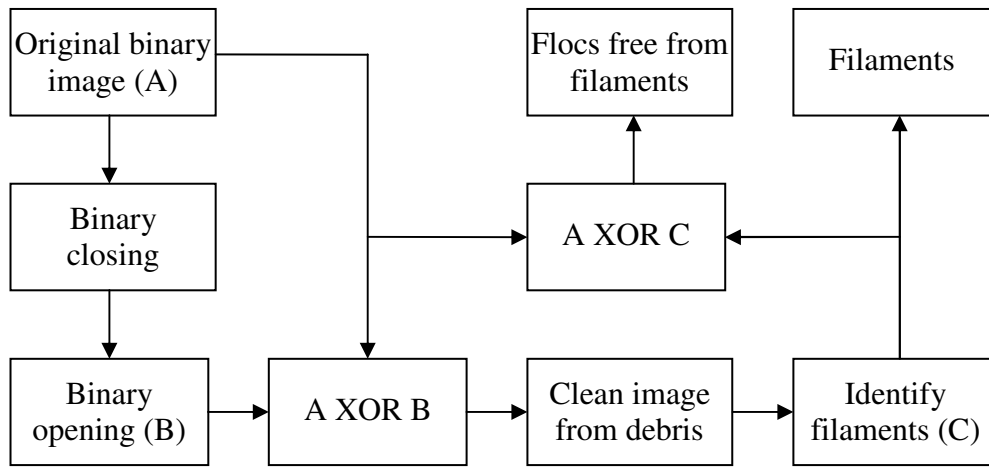 Original binary
image (A)
Flocs free from
filaments
Filaments
Binary
closing
A XOR C
Binary
opening (B)
A XOR B
Clean image
from debris
Identify
filaments (C)